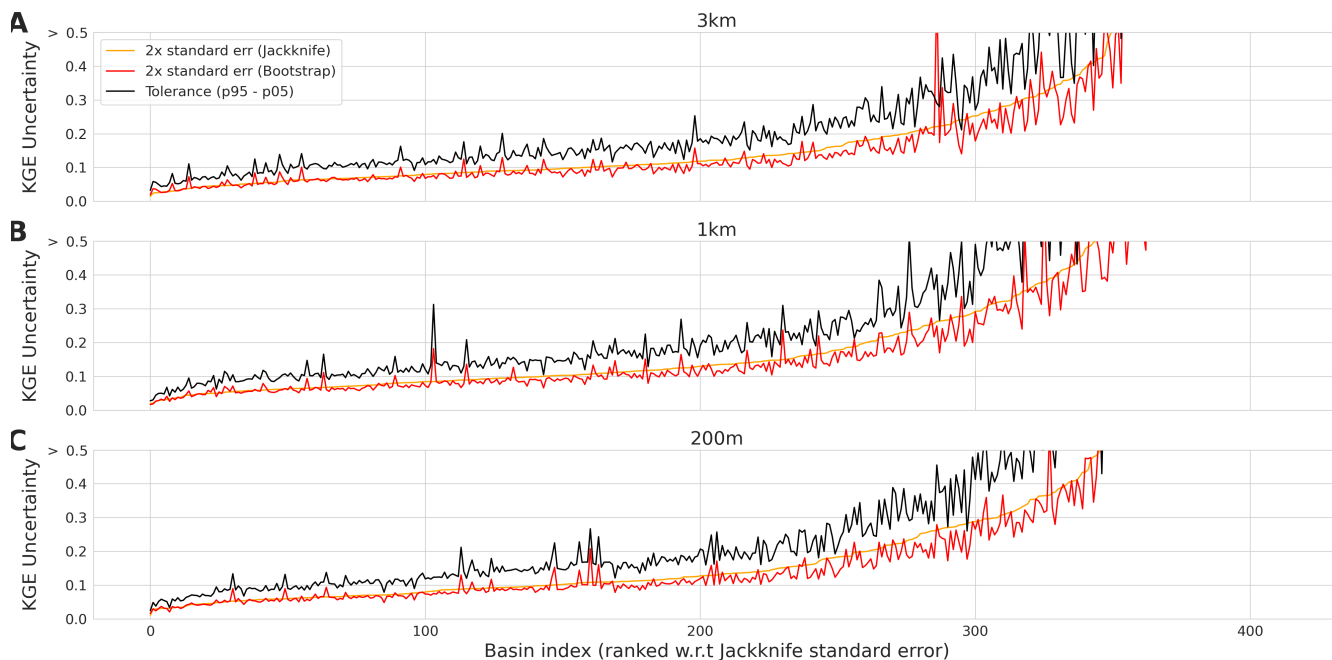 A
3km
KGE Uncertainty
> 0.5
0.4
0.3
0.2
0.1
0.0
2x standard err (Jackknife)
2x standard err (Bootstrap)
Tolerance (p95 - p05)
B
1km
KGE Uncertainty
> 0.5
0.4
0.3
0.2
0.1
0.0
C
200m
KGE Uncertainty
> 0.5
0.4
0.3
0.2
0.1
0.0
0 100 200 300 400
Basin index (ranked w.r.t Jackknife standard error)